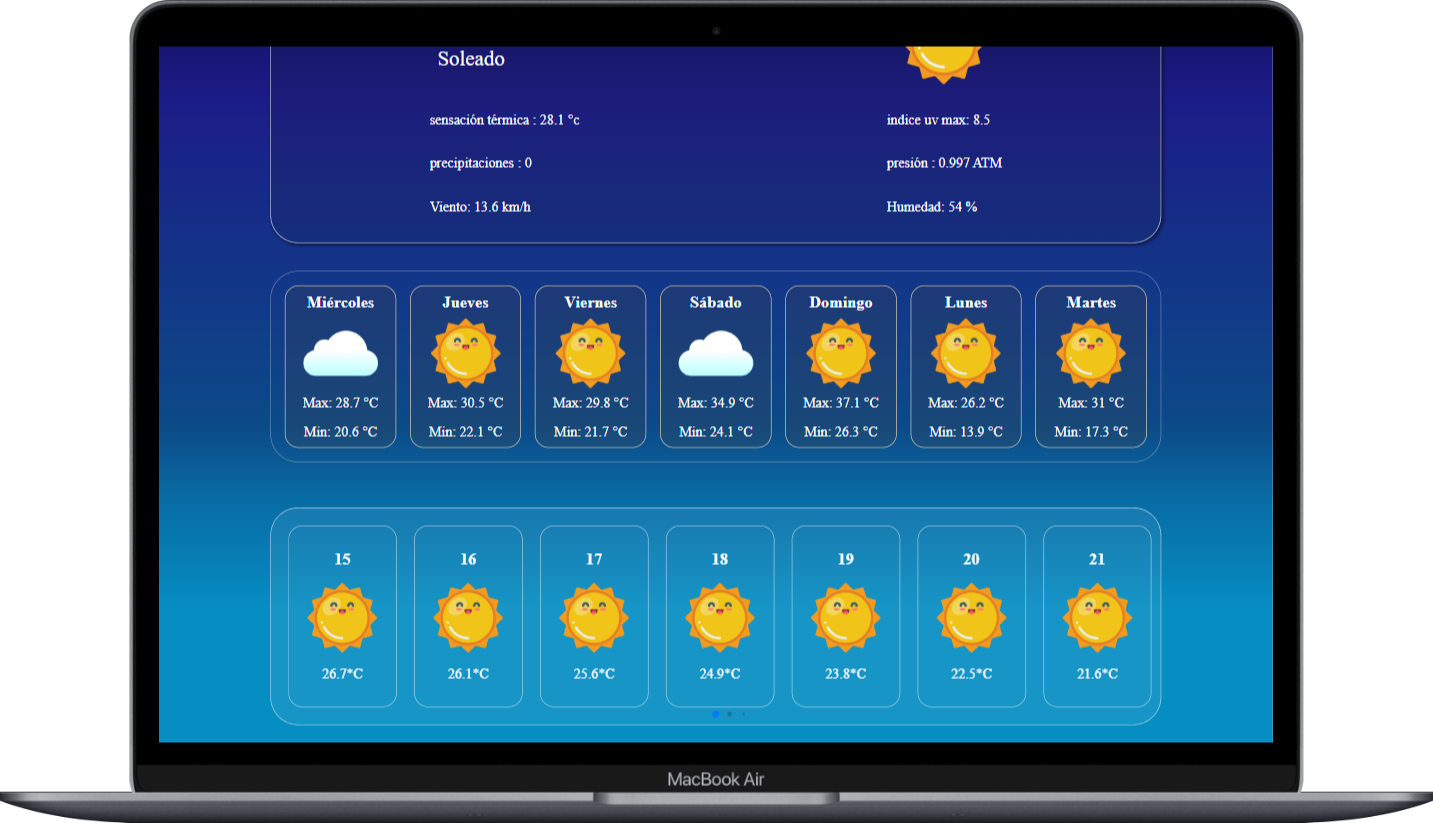 Soleado
sensación térmica : 28.1 °c
indice uv max: 8.5
precipitaciones : 0
presión : 0.997 ATM
Viento: 13.6 km/h
Humedad: 54 %
Miércoles
Max: 28.7 °C
Min: 20.6 °C
Jueves
Max: 30.5 °C
Min: 22.1 °C
Viernes
Max: 29.8 °C
Min: 21.7 °C
Sábado
Max: 34.9 °C
Min: 24.1 °C
Domingo
Max: 37.1 °C
Min: 26.3 °C
Lunes
Max: 26.2 °C
Min: 13.9 °C
Martes
Max: 31 °C
Min: 17.3 °C
15
26.7*C
16
26.1*C
17
25.6*C
18
24.9*C
19
23.8*C
20
22.5*C
21
21.6*C
MacBook Air